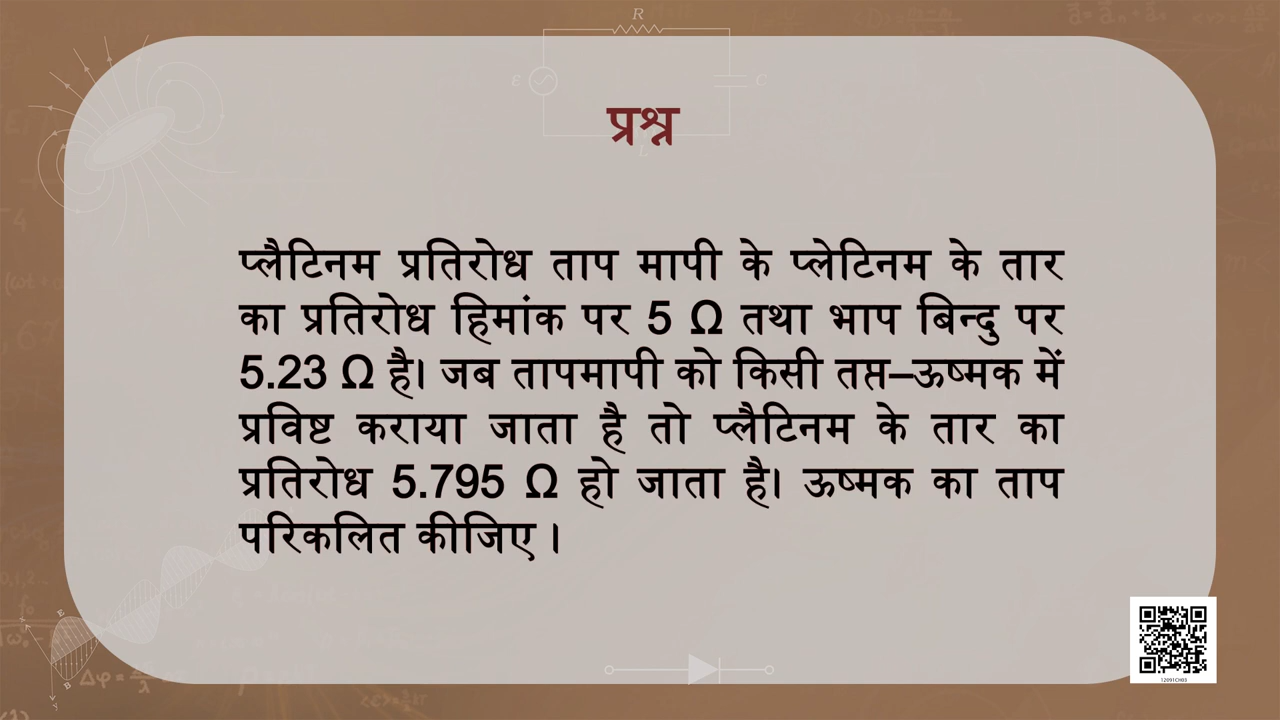 R
ε
C
L
प्रश्न
प्लैटिनम प्रतिरोध ताप मापी के प्लेटिनम के तार
का प्रतिरोध हिमांक पर 5 Ω तथा भाप बिन्दु पर
5.23 Ω है। जब तापमापी को किसी तप्त–ऊष्मक में
प्रविष्ट कराया जाता है तो प्लैटिनम के तार का
प्रतिरोध 5.795 Ω हो जाता है। ऊष्मक का ताप
परिकलित कीजिए ।
12091CH03